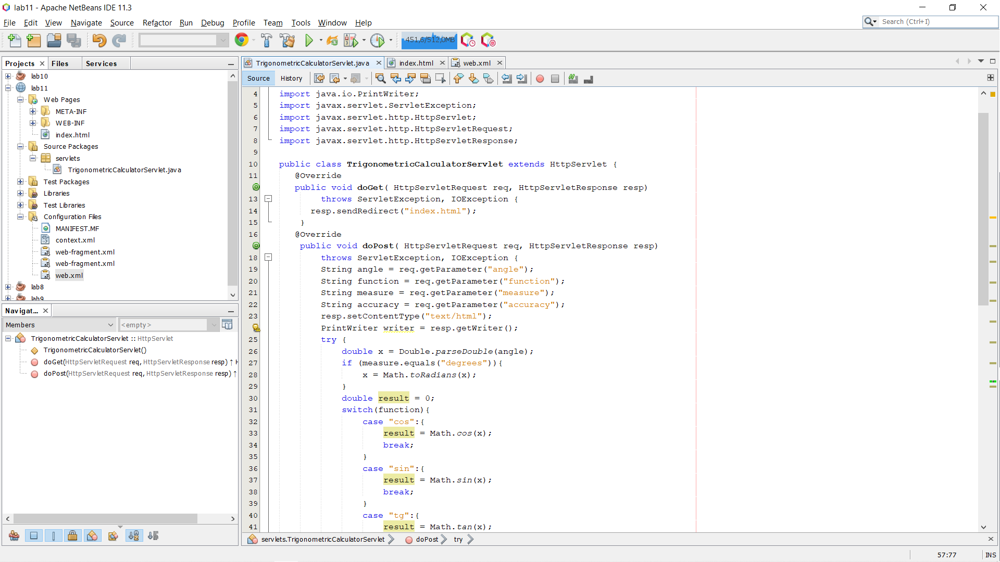 lab11 - Apache NetBeans IDE 11.3
File Edit View Navigate Source Refactor Run Debug Profile Team Tools Window Help
Search (Ctrl+I)
451,6/512,0MB
Projects Files Services
lab10
lab11
Web Pages
META-INF
WEB-INF
index.html
Source Packages
servlets
TrigonometricCalculatorServlet.java
Test Packages
Libraries
Test Libraries
Configuration Files
MANIFEST.MF
context.xml
web-fragment.xml
web-fragment.xml
web.xml
lab8
lab9
Navigat...
Members <empty>
TrigonometricCalculatorServlet :: HttpServlet
TrigonometricCalculatorServlet()
doGet(HttpServletRequest req, HttpServletResponse resp) ↑ H
doPost(HttpServletRequest req, HttpServletResponse resp) ↑
TrigonometricCalculatorServlet.java index.html web.xml
Source History
4 import java.io.PrintWriter;
5 import javax.servlet.ServletException;
6 import javax.servlet.http.HttpServlet;
7 import javax.servlet.http.HttpServletRequest;
8 import javax.servlet.http.HttpServletResponse;
9
10 public class TrigonometricCalculatorServlet extends HttpServlet {
11 @Override
public void doGet( HttpServletRequest req, HttpServletResponse resp)
13 throws ServletException, IOException {
14 resp.sendRedirect("index.html");
15 }
16 @Override
public void doPost( HttpServletRequest req, HttpServletResponse resp)
18 throws ServletException, IOException {
19 String angle = req.getParameter("angle");
20 String function = req.getParameter("function");
21 String measure = req.getParameter("measure");
22 String accuracy = req.getParameter("accuracy");
23 resp.setContentType("text/html");
PrintWriter writer = resp.getWriter();
25 try {
26 double x = Double.parseDouble(angle);
27 if (measure.equals("degrees")){
28 x = Math.toRadians(x);
29 }
30 double result = 0;
31 switch(function){
32 case "cos":{
33 result = Math.cos(x);
34 break;
35 }
36 case "sin":{
37 result = Math.sin(x);
38 break;
39 }
40 case "tg":{
41 result = Math.tan(x);
servlets.TrigonometricCalculatorServlet doPost try
57:77 INS